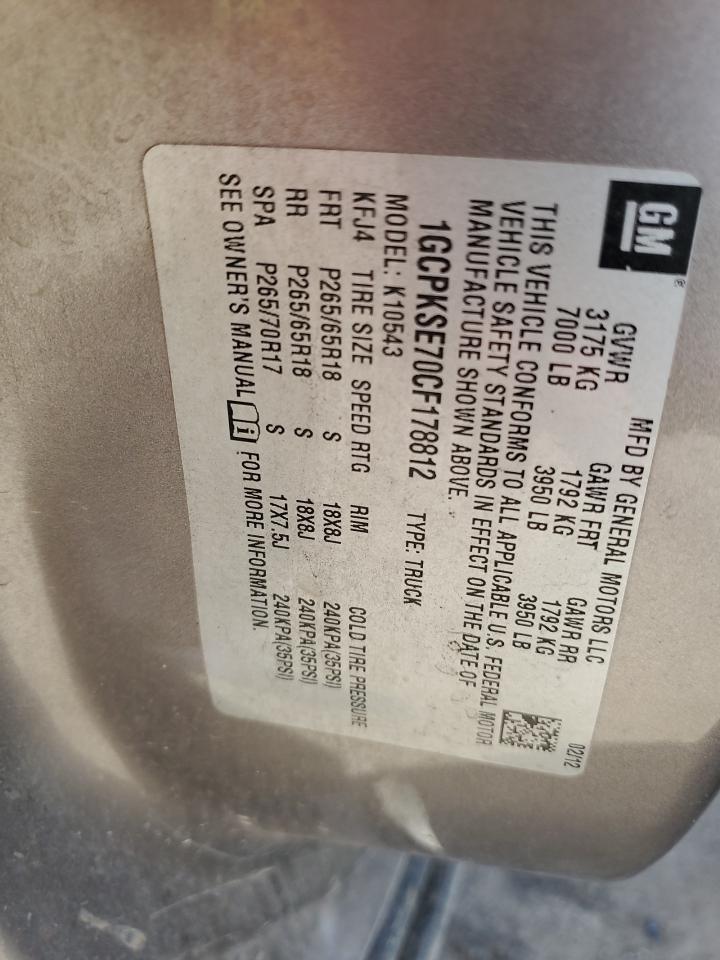 GM®
MFD BY GENERAL MOTORS LLC 02/12
GVWR GAWR FRT GAWR RR
3175 KG 1792 KG 1792 KG
7000 LB 3950 LB 3950 LB
THIS VEHICLE CONFORMS TO ALL APPLICABLE U.S. FEDERAL MOTOR
VEHICLE SAFETY STANDARDS IN EFFECT ON THE DATE OF
MANUFACTURE SHOWN ABOVE.
1GCPKSE70CF178812 TYPE: TRUCK
MODEL: K10543
KFJ4 TIRE SIZE SPEED RTG RIM COLD TIRE PRESSURE
FRT P265/65R18 S 18X8J 240KPA(35PSI)
RR P265/65R18 S 18X8J 240KPA(35PSI)
SPA P265/70R17 S 17X7.5J 240KPA(35PSI)
SEE OWNER'S MANUAL i FOR MORE INFORMATION.